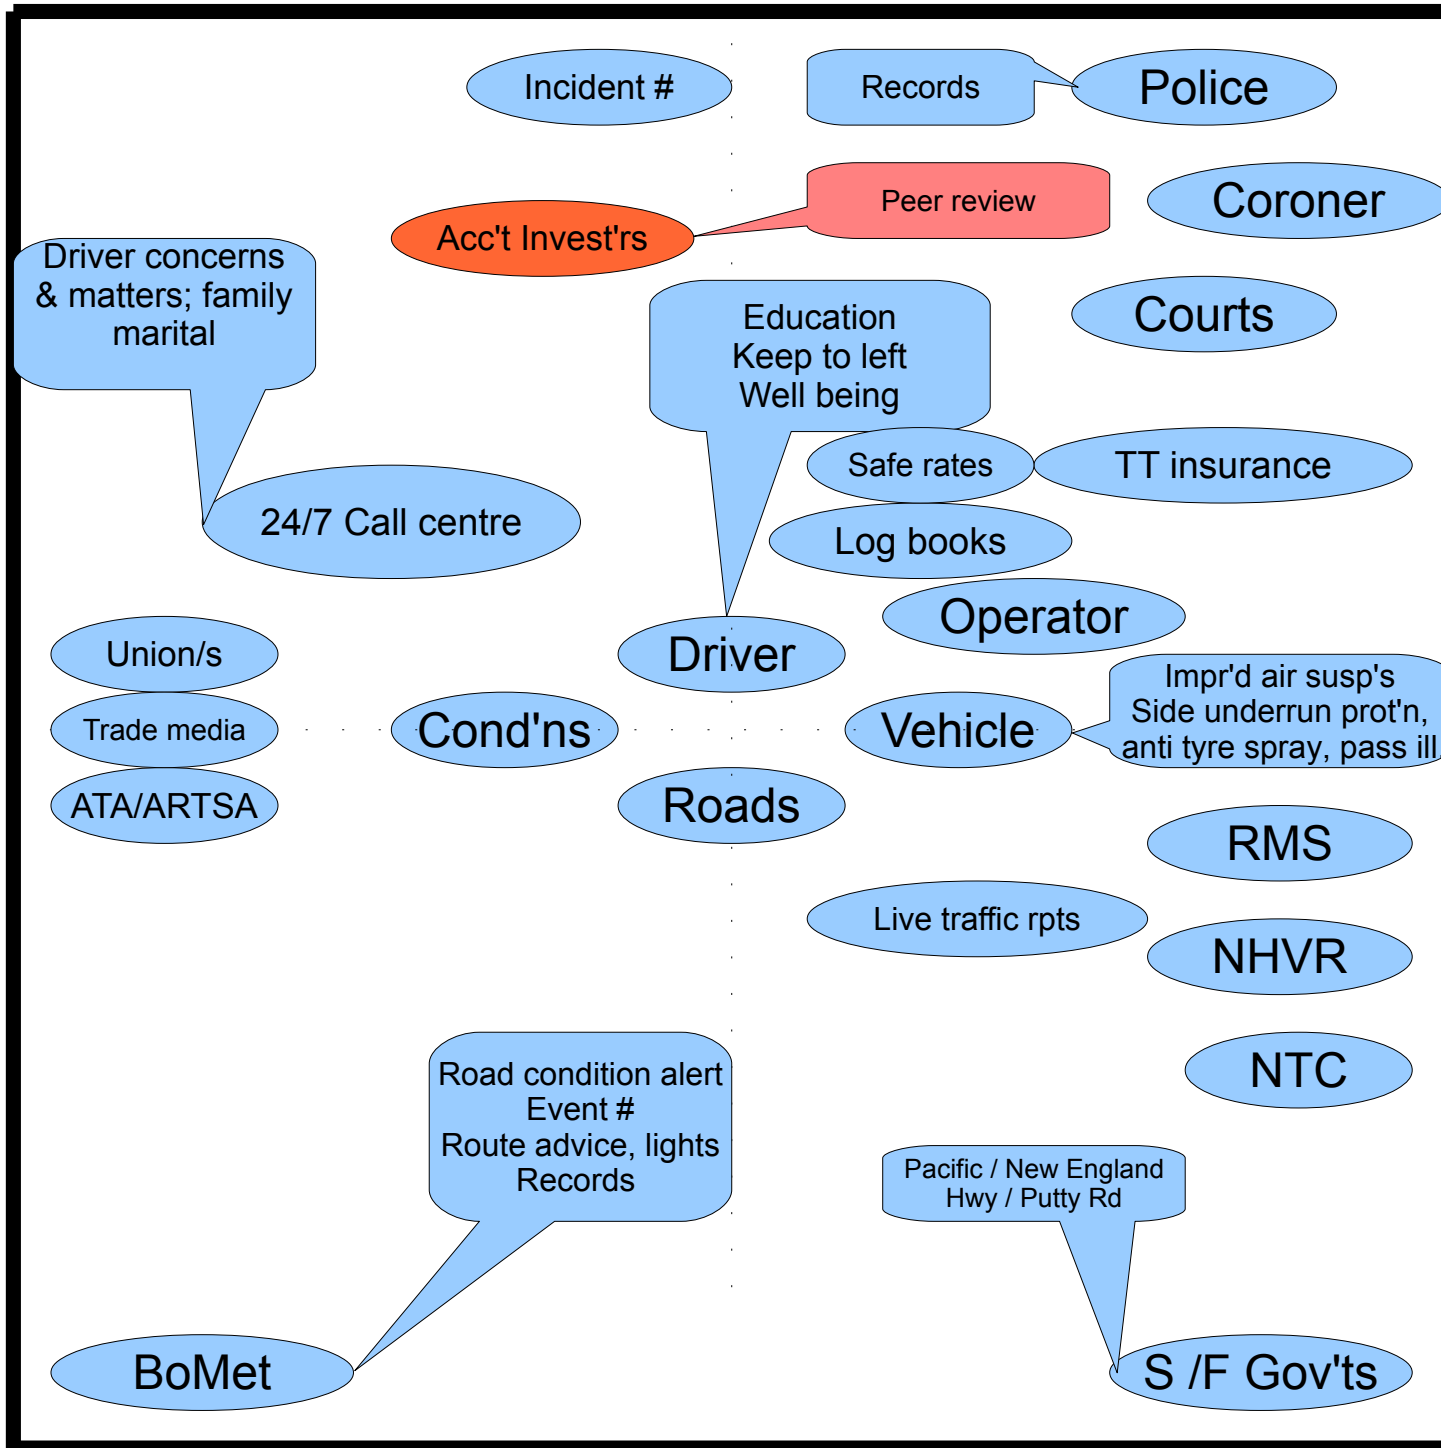 Incident #
Records
Police
Peer review
Coroner
Acc't Invest'rs
Driver concerns
& matters; family
marital
Courts
Education
Keep to left
Well being
Safe rates
TT insurance
24/7 Call centre
Log books
Operator
Union/s
Driver
Impr'd air susp's
Side underrun prot'n,
anti tyre spray, pass ill.
Trade media
Cond'ns
Vehicle
ATA/ARTSA
Roads
RMS
Live traffic rpts
NHVR
NTC
Road condition alert
Event #
Route advice, lights
Records
Pacific / New England
Hwy / Putty Rd
BoMet
S /F Gov'ts